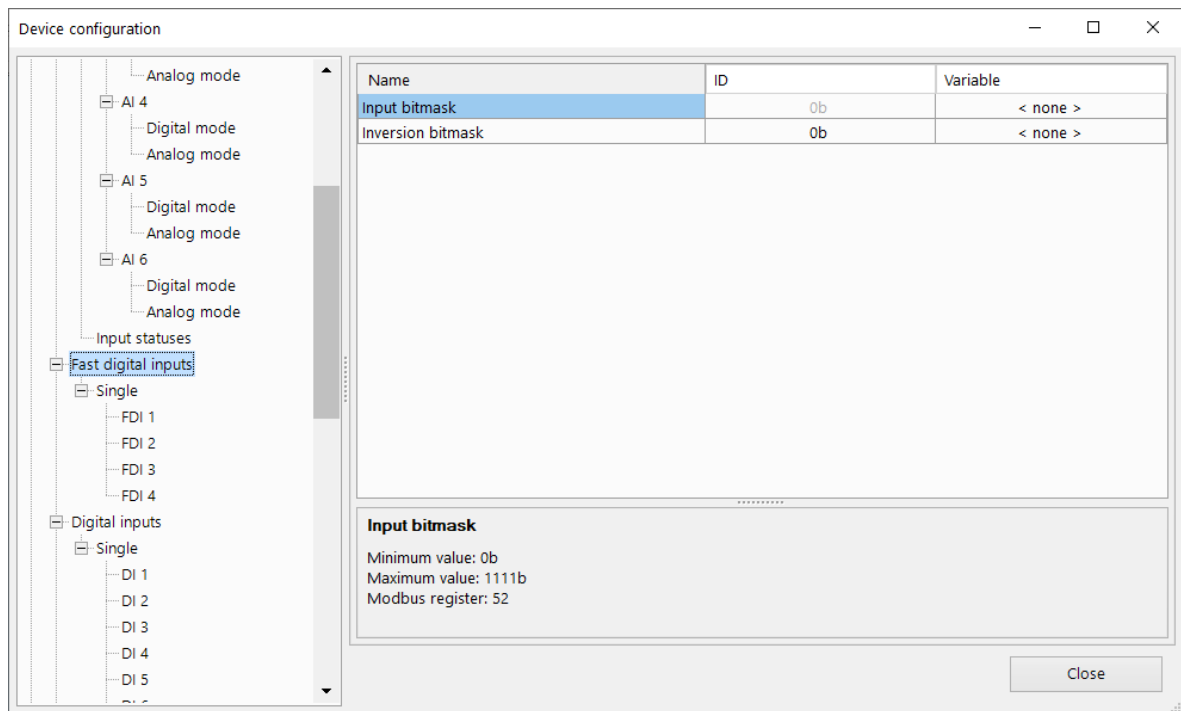 Device configuration
Analog mode
AI 4
Digital mode
Analog mode
AI 5
Digital mode
Analog mode
AI 6
Digital mode
Analog mode
Input statuses
Fast digital inputs
Single
FDI 1
FDI 2
FDI 3
FDI 4
Digital inputs
Single
DI 1
DI 2
DI 3
DI 4
DI 5
Name ID Variable
Input bitmask 0b < none >
Inversion bitmask 0b < none >
Input bitmask
Minimum value: 0b
Maximum value: 1111b
Modbus register: 52
Close